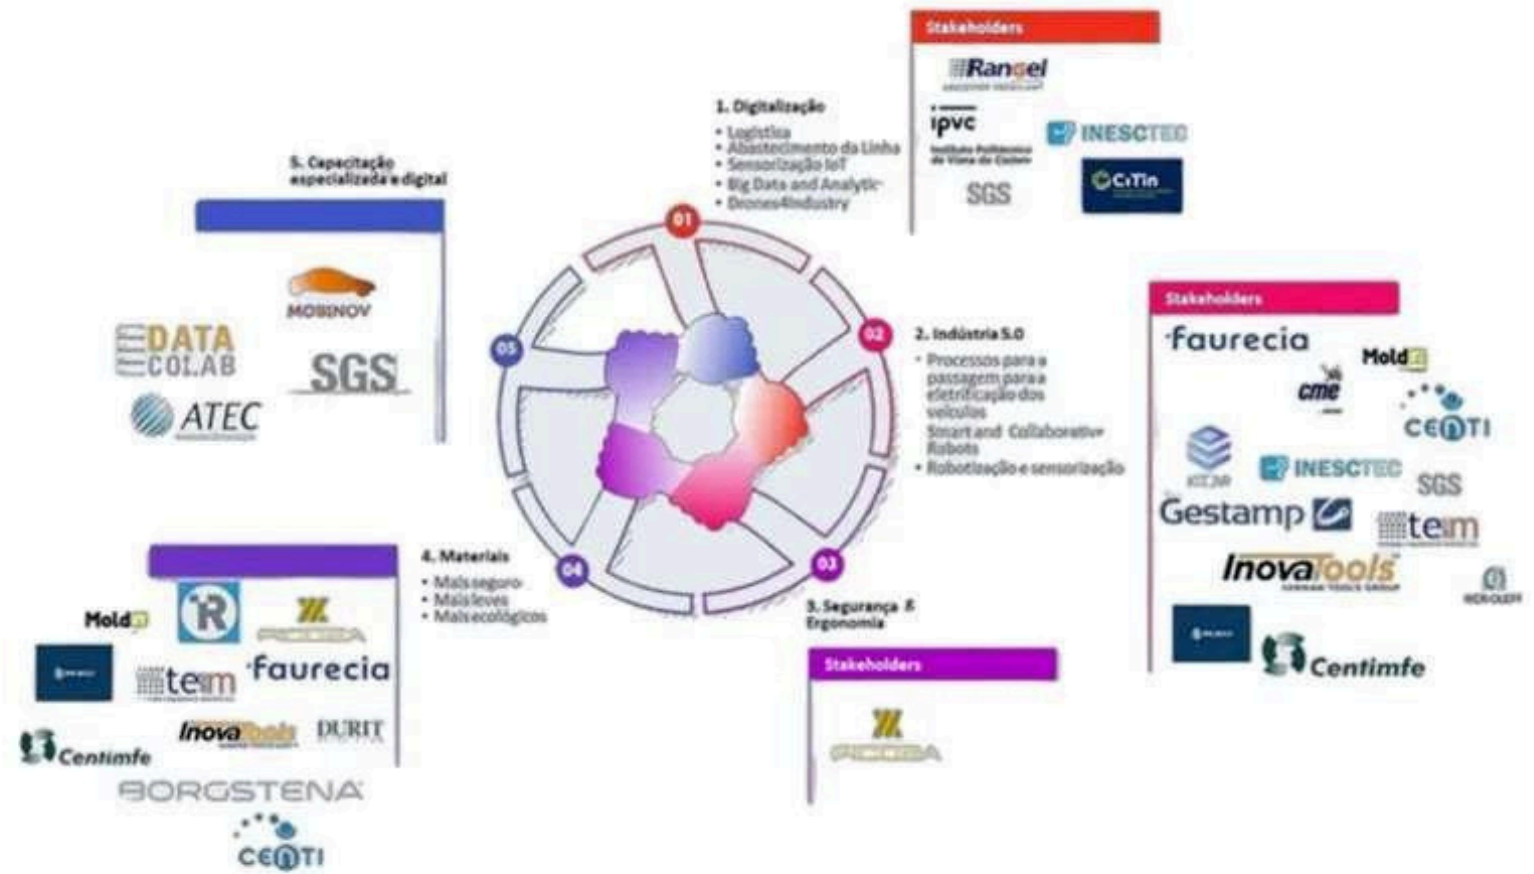 Stakeholders
Rangel
ipvc
Instituto Politécnico
de Viana do Castelo
INESCTEC
SGS
CiTin
1. Digitalização
• Logística
• Abastecimento da Linha
• Sensorização IoT
• Big Data and Analytic
• Drones4Industry
5. Capacitação
especializada e digital
MOBINOV
DATA
COLAB
SGS
ATEC
01
02
03
04
05
2. Indústria 5.0
• Processos para a
passagem para a
eletrificação dos
veículos
Smart and Collaborative
Robots
• Robotização e sensorização
Stakeholders
faurecia
Mold
cme
CENTI
INESCTEC
SGS
Gestamp
teim
InovaTools
Centimfe
3. Segurança &
Ergonomia
Stakeholders
4. Materiais
• Mais seguro
• Mais leves
• Mais ecológicos
Mold
R
teim
faurecia
InovaTools
DURIT
Centimfe
BORGSTENA
CENTI